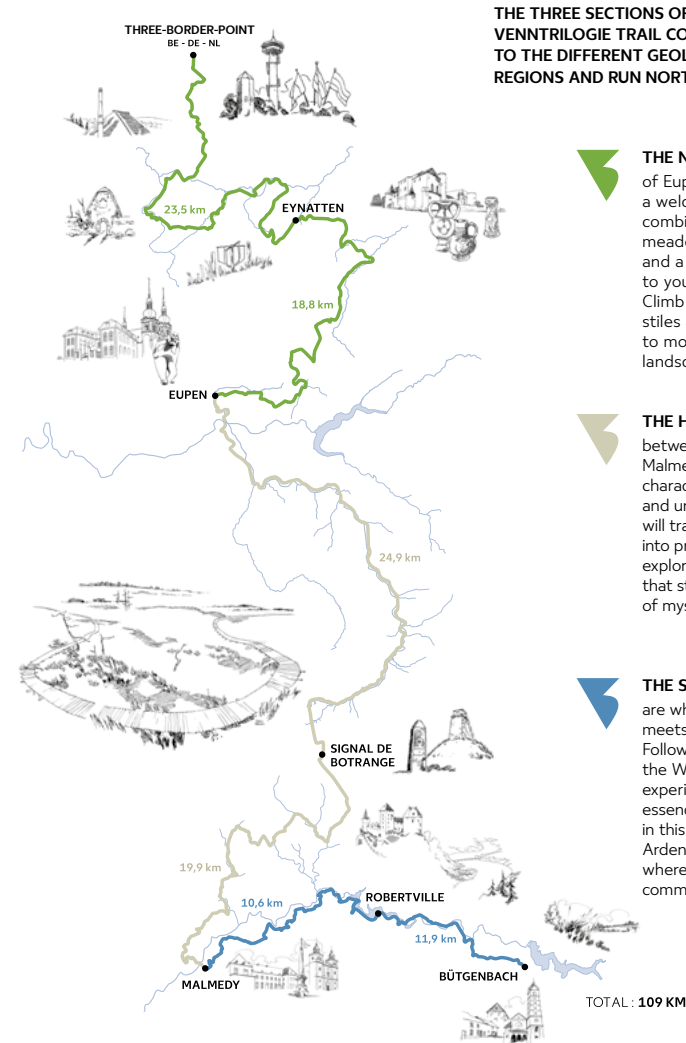 THREE-BORDER-POINT
BE - DE - NL
23,5 km
EYNATTEN
18,8 km
EUPEN
24,9 km
SIGNAL DE
BOTRANGE
19,9 km
10,6 km
ROBERTVILLE
11,9 km
MALMEDY
BÜTGENBACH
THE THREE SECTIONS OF
VENNTRILOGIE TRAIL CO
TO THE DIFFERENT GEOL
REGIONS AND RUN NORT
THE N
of Eup
a welc
combi
meado
and a
to you
Climb
stiles
to mo
landsc
THE H
betwe
Malme
charac
and un
will tra
into pr
explor
that st
of mys
THE S
are wh
meets
Follow
the W
experi
essenc
in this
Arden
where
comm
TOTAL : 109 KM